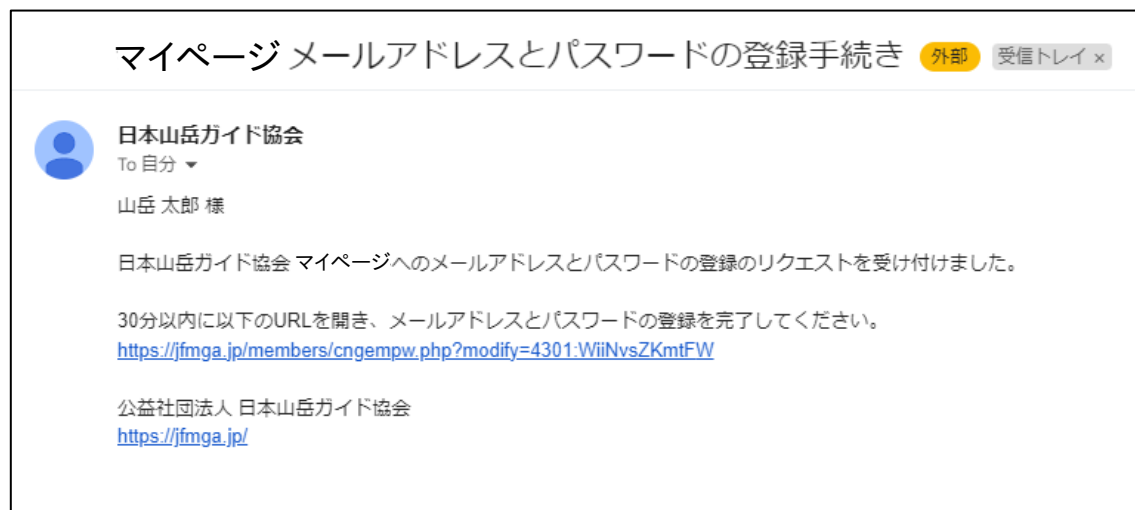 マイページ メールアドレスとパスワードの登録手続き 外部 受信トレイ ×
日本山岳ガイド協会
To 自分
山岳 太郎 様
日本山岳ガイド協会 マイページへのメールアドレスとパスワードの登録のリクエストを受け付けました。
30分以内に以下のURLを開き、メールアドレスとパスワードの登録を完了してください。
https://jfmga.jp/members/cngempw.php?modify=4301:WiiNvsZKmtFW
公益社団法人 日本山岳ガイド協会
https://jfmga.jp/